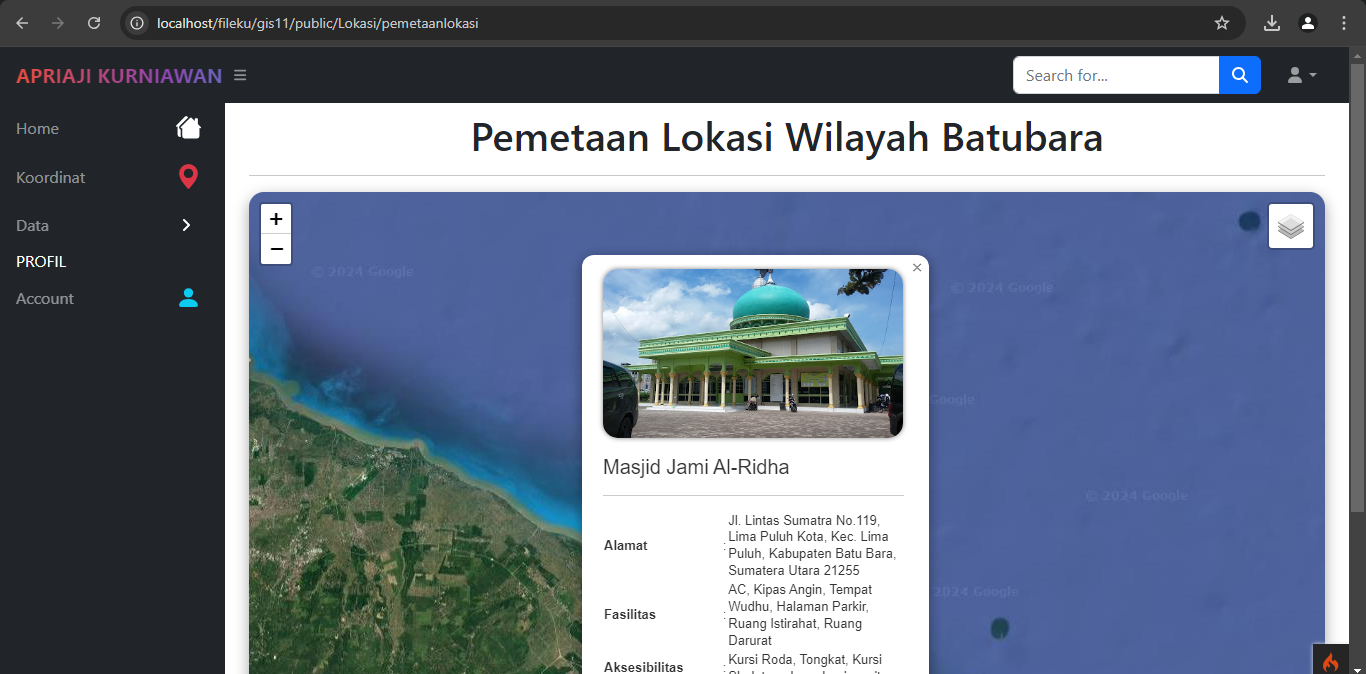 localhost/fileku/gis11/public/Lokasi/pemetaanlokasi
APRIAJI KURNIAWAN
Search for...
Home
Koordinat
Data
PROFIL
Account
Pemetaan Lokasi Wilayah Batubara
+
−
© 2024 Google
© 2024 Google
Google
© 2024 Google
2024 Google
×
Masjid Jami Al-Ridha
Alamat : Jl. Lintas Sumatra No.119,
Lima Puluh Kota, Kec. Lima
Puluh, Kabupaten Batu Bara,
Sumatera Utara 21255
Fasilitas : AC, Kipas Angin, Tempat
Wudhu, Halaman Parkir,
Ruang Istirahat, Ruang
Darurat
Aksesibilitas : Kursi Roda, Tongkat, Kursi